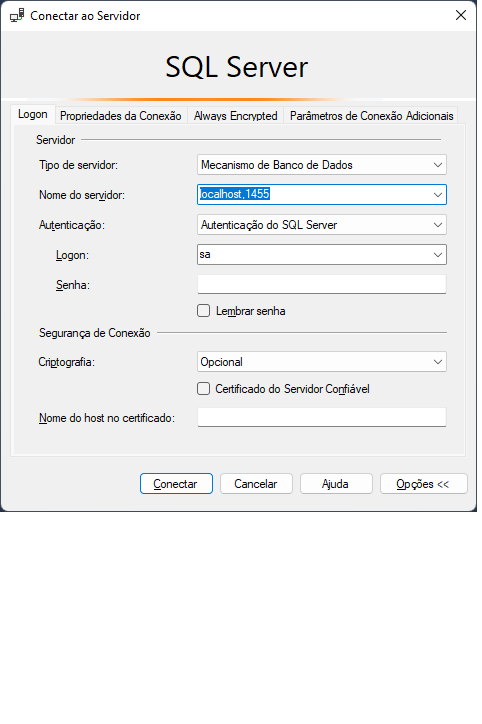 Conectar ao Servidor
SQL Server
Logon Propriedades da Conexão Always Encrypted Parâmetros de Conexão Adicionais
Servidor
Tipo de servidor: Mecanismo de Banco de Dados
Nome do servidor: localhost,1455
Autenticação: Autenticação do SQL Server
Logon: sa
Senha:
Lembrar senha
Segurança de Conexão
Criptografia: Opcional
Certificado do Servidor Confiável
Nome do host no certificado:
Conectar Cancelar Ajuda Opções <<